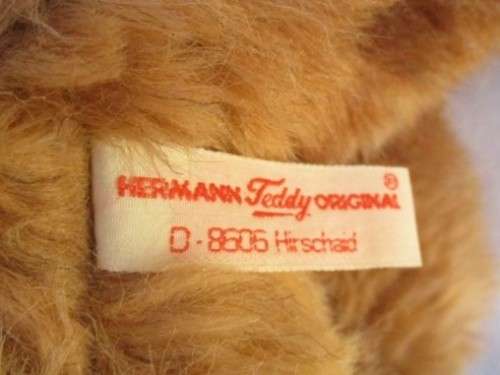 HERMANN Teddy ORIGINAL ®
D-8606 Hirschaid